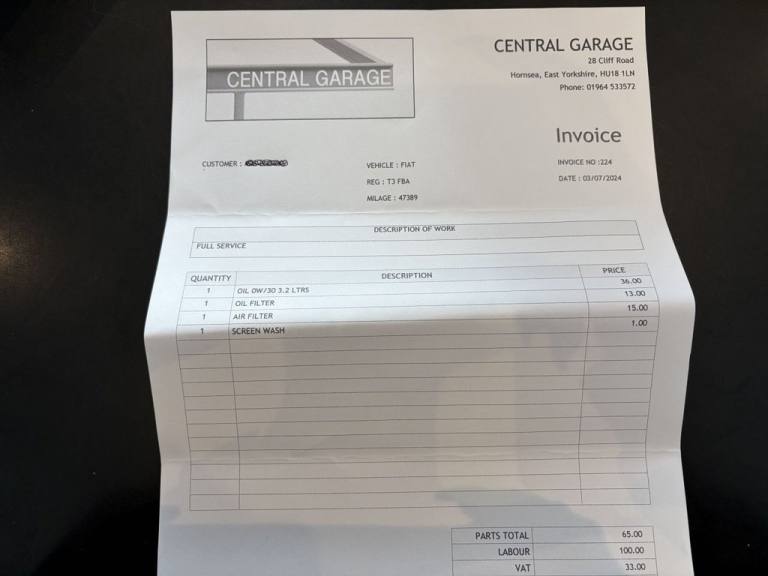 CENTRAL GARAGE
CENTRAL GARAGE
28 Cliff Road
Hornsea, East Yorkshire, HU18 1LN
Phone: 01964 533572
Invoice
CUSTOMER :
VEHICLE : FIAT
INVOICE NO :224
REG : T3 FBA
DATE : 03/07/2024
MILAGE : 47389
DESCRIPTION OF WORK
FULL SERVICE
QUANTITY DESCRIPTION PRICE
1 OIL 0W/30 3.2 LTRS 36.00
1 OIL FILTER 13.00
1 AIR FILTER 15.00
1 SCREEN WASH 1.00
PARTS TOTAL 65.00
LABOUR 100.00
VAT 33.00